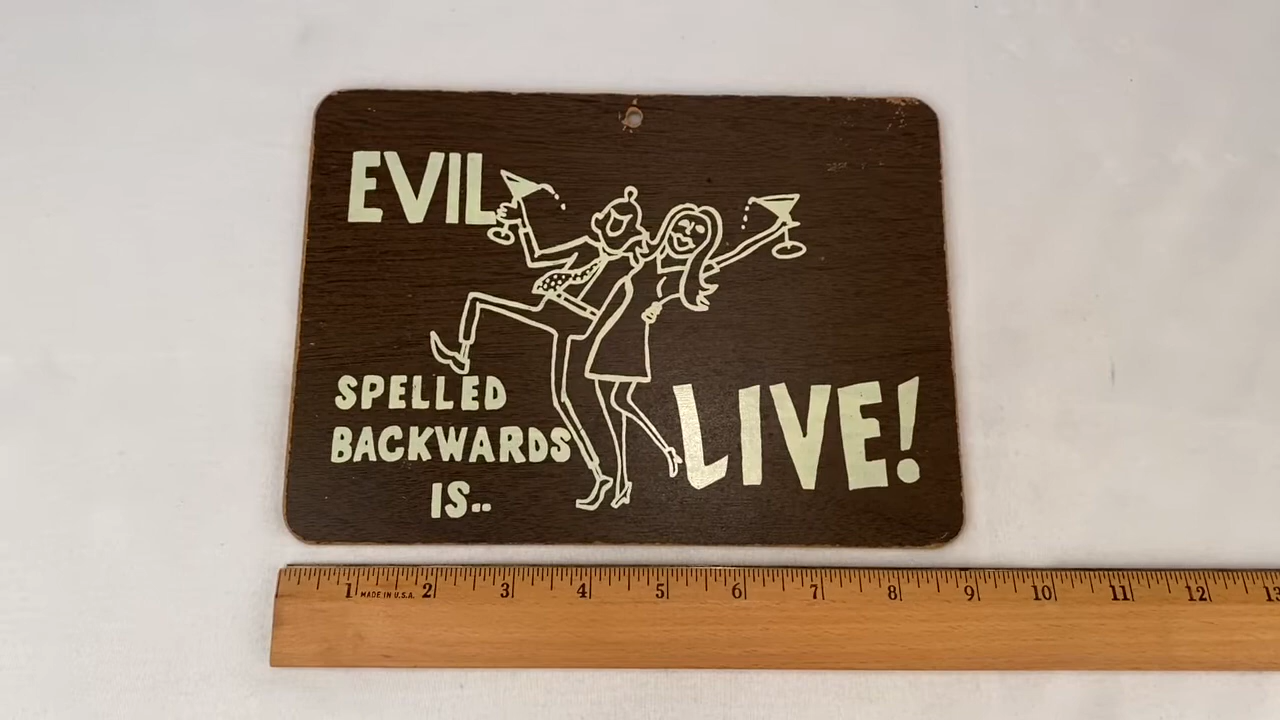 EVIL
SPELLED
BACKWARDS
IS..
LIVE!
1 MADE IN U.S.A. 2 3 4 5 6 7 8 9 10 11 12 13